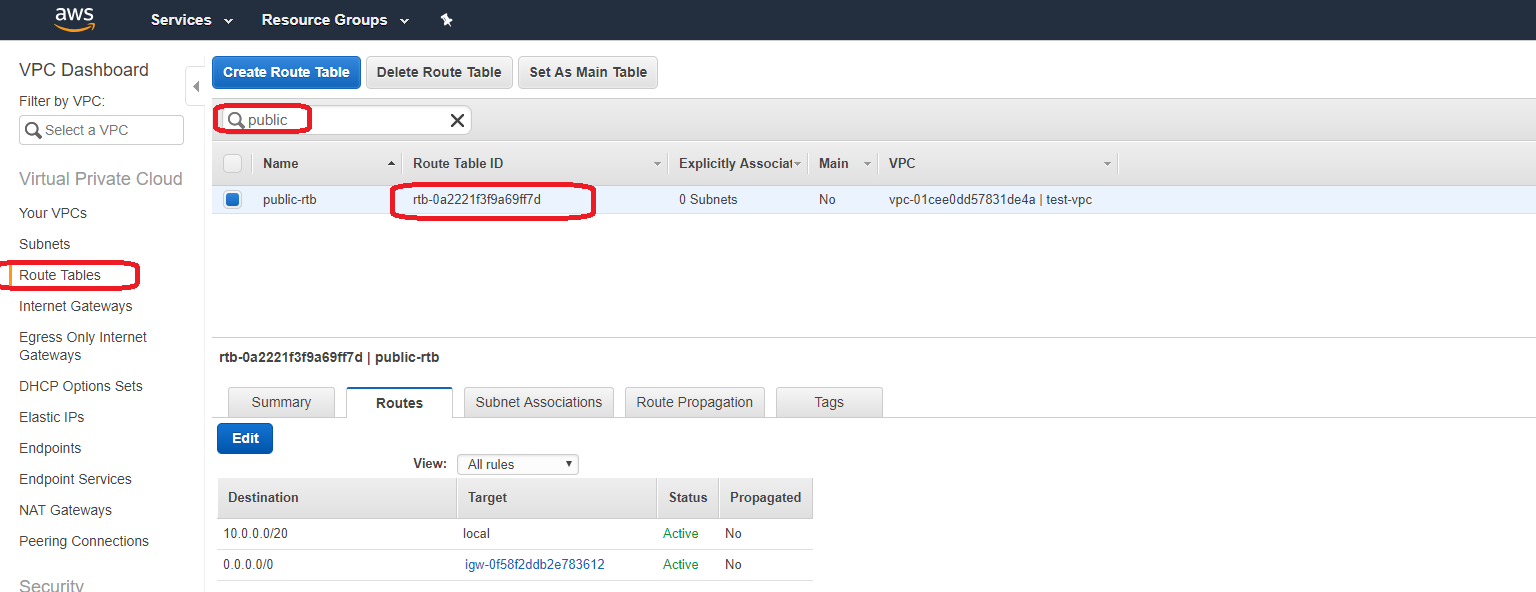 aws Services Resource Groups
VPC Dashboard
Filter by VPC:
Select a VPC
Virtual Private Cloud
Your VPCs
Subnets
Route Tables
Internet Gateways
Egress Only Internet
Gateways
DHCP Options Sets
Elastic IPs
Endpoints
Endpoint Services
NAT Gateways
Peering Connections
Security
Create Route Table Delete Route Table Set As Main Table
public
Name Route Table ID Explicitly Associat Main VPC
public-rtb rtb-0a2221f3f9a69ff7d 0 Subnets No vpc-01cee0dd57831de4a | test-vpc
rtb-0a2221f3f9a69ff7d | public-rtb
Summary Routes Subnet Associations Route Propagation Tags
Edit
View: All rules
Destination Target Status Propagated
10.0.0.0/20 local Active No
0.0.0.0/0 igw-0f58f2ddb2e783612 Active No